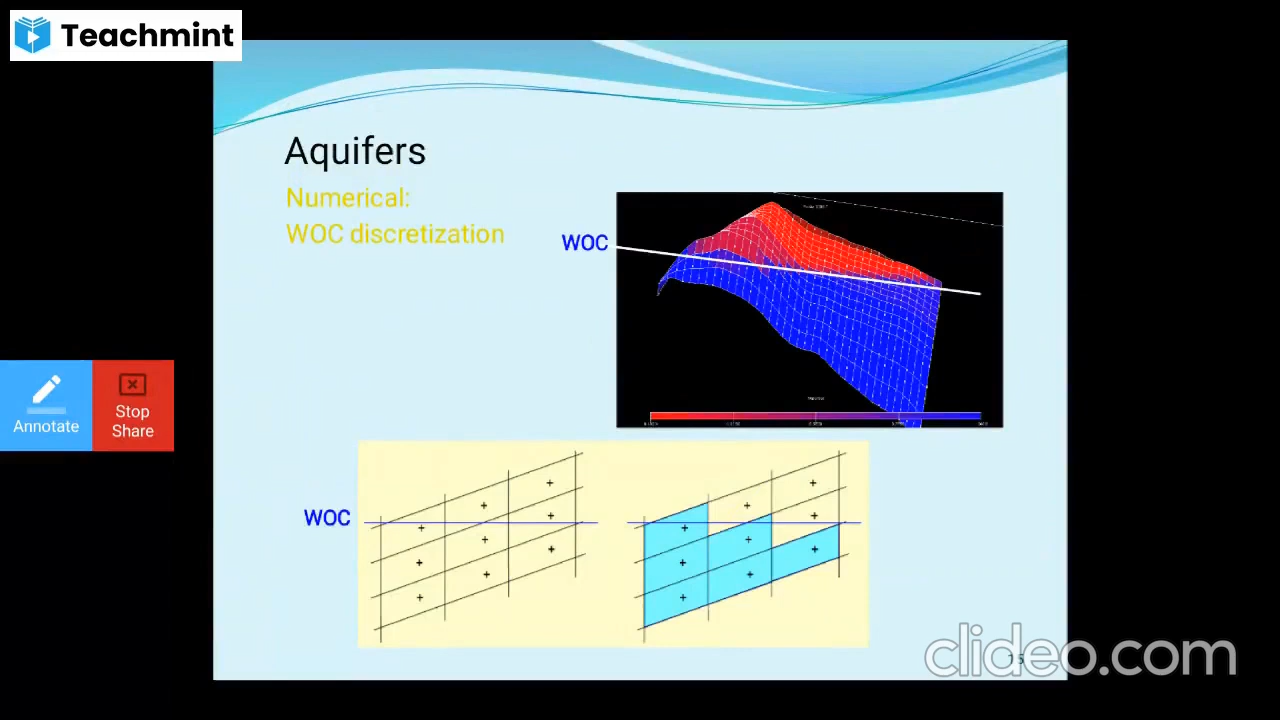 Teachmint
Aquifers
Numerical:
WOC discretization
WOC
Annotate
Stop
Share
WOC
clideo.com